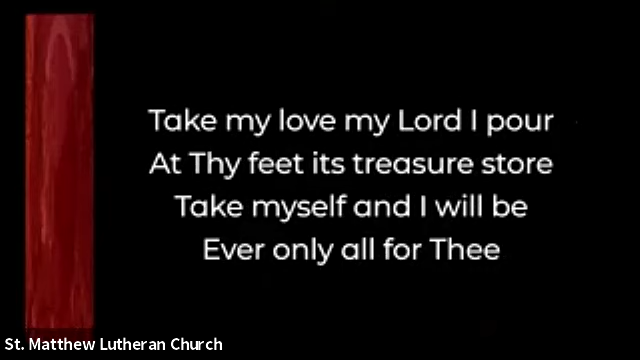 Take my love my Lord I pour
At Thy feet its treasure store
Take myself and I will be
Ever only all for Thee
St. Matthew Lutheran Church